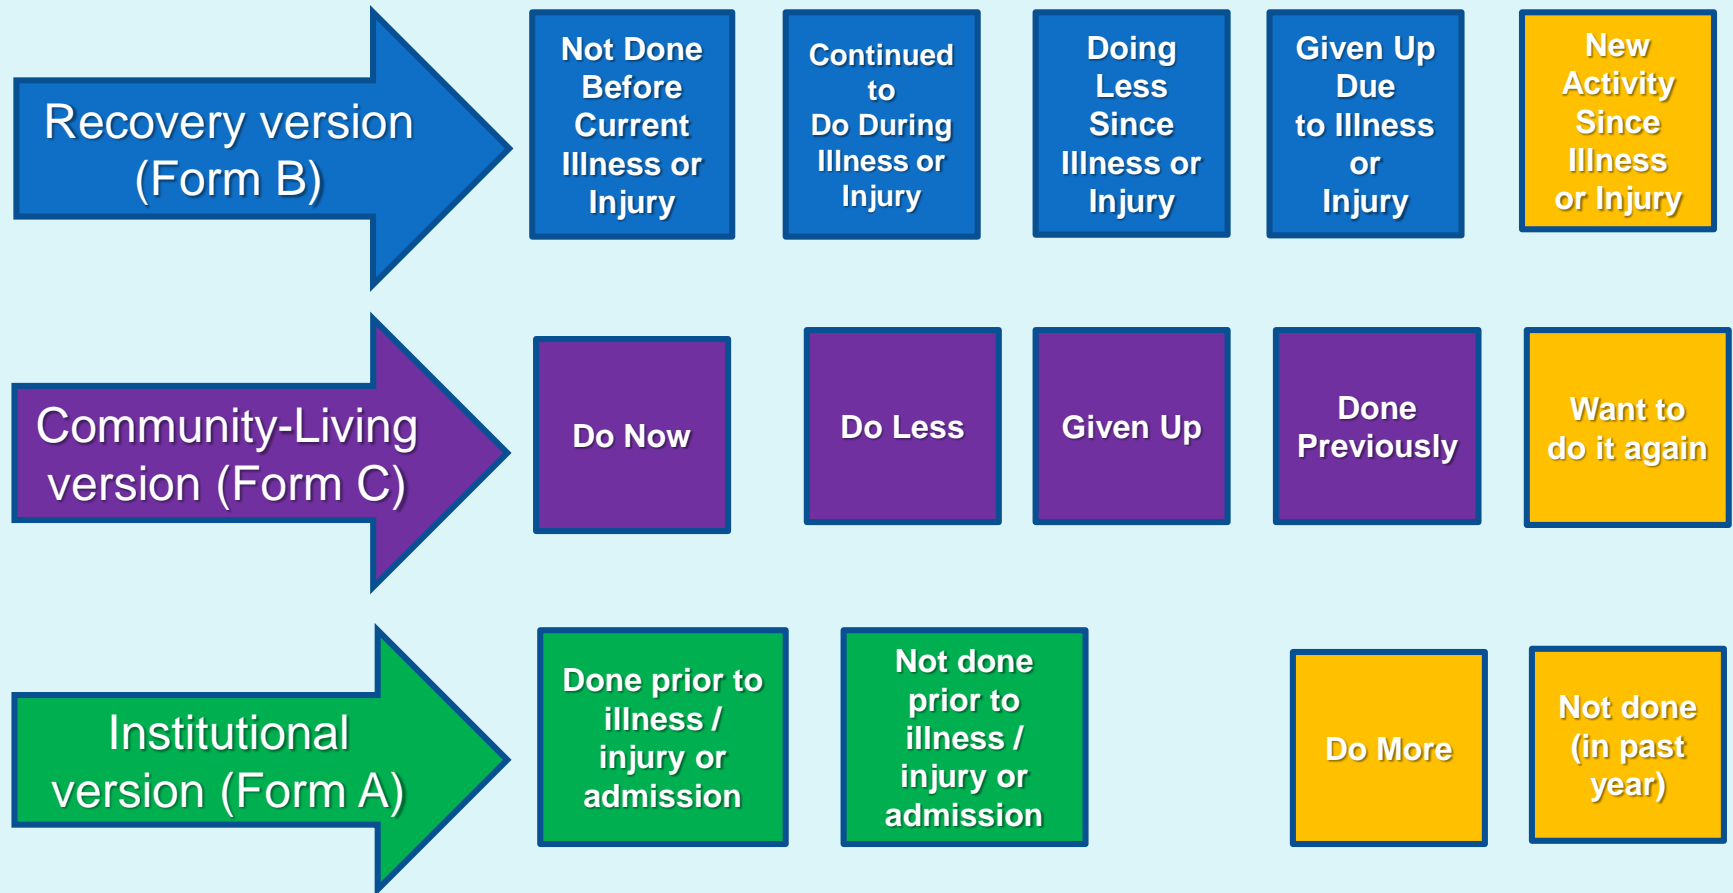 Recovery version
(Form B)
Not Done
Before
Current
Illness or
Injury
Continued
to
Do During
Illness or
Injury
Doing
Less
Since
Illness or
Injury
Given Up
Due
to Illness
or
Injury
New
Activity
Since
Illness
or Injury
Community-Living
version (Form C)
Do Now
Do Less
Given Up
Done
Previously
Want to
do it again
Institutional
version (Form A)
Done prior to
illness /
injury or
admission
Not done
prior to
illness /
injury or
admission
Do More
Not done
(in past
year)